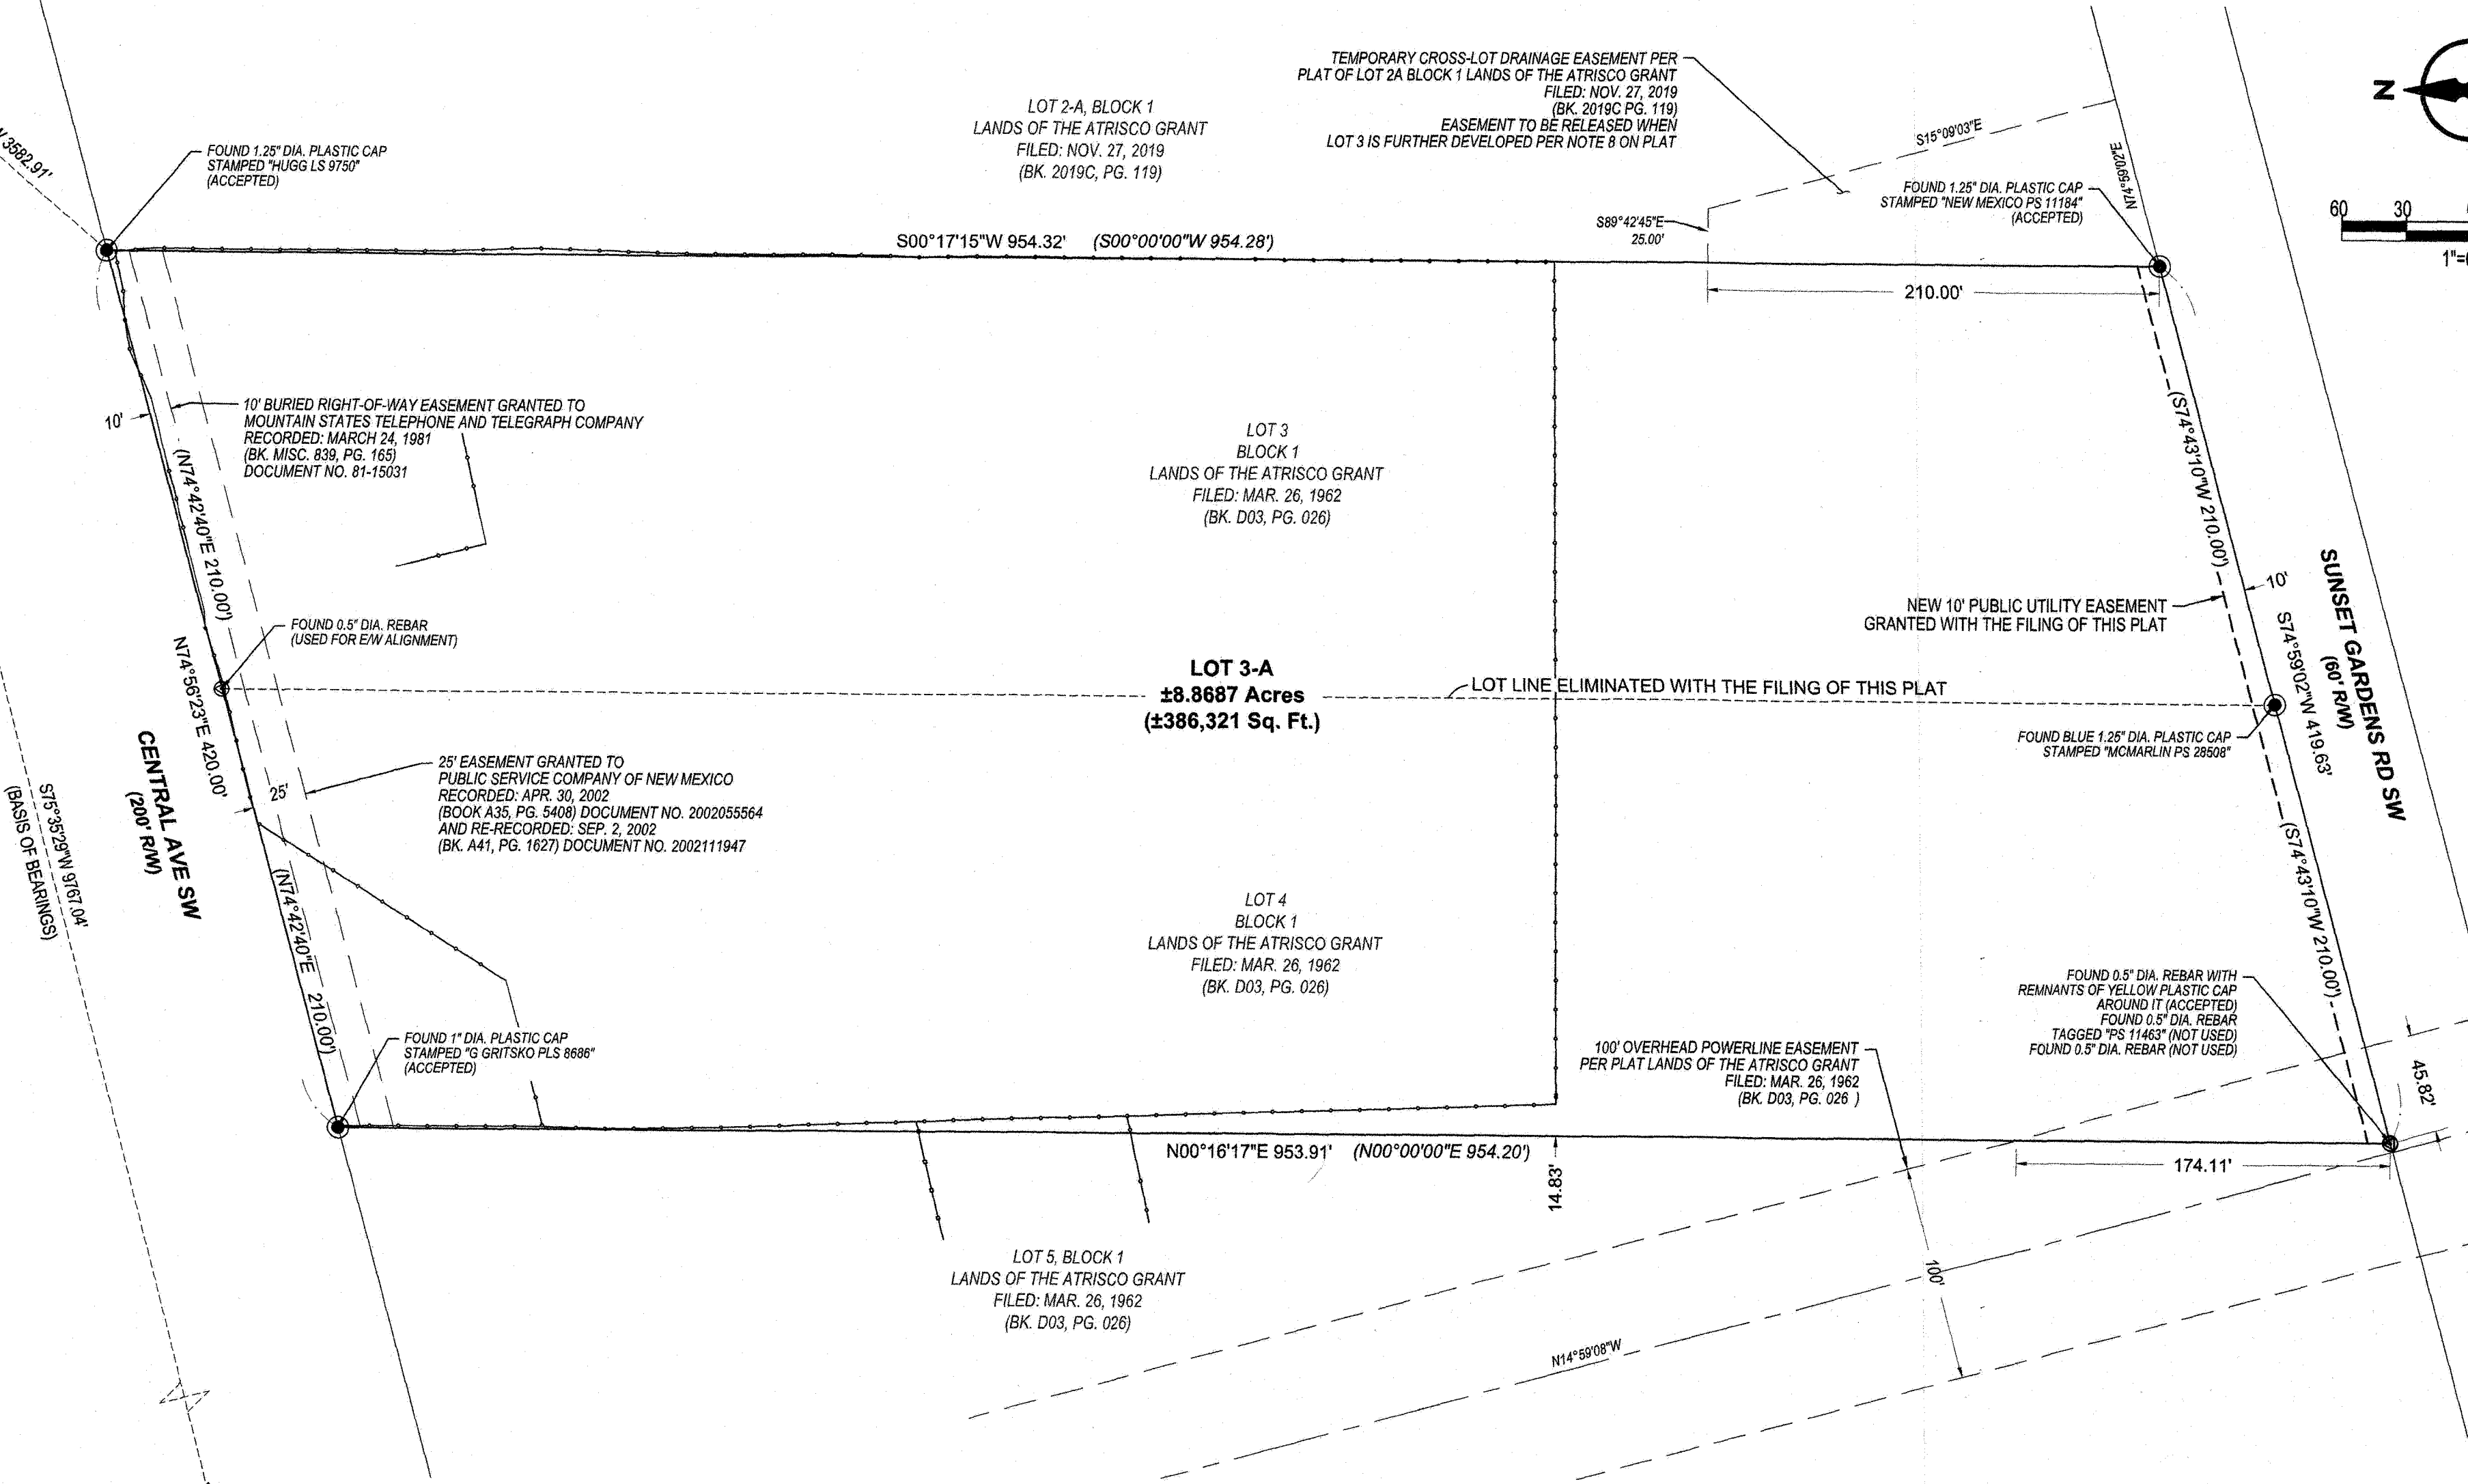 TEMPORARY CROSS-LOT DRAINAGE EASEMENT PER
PLAT OF LOT 2A BLOCK 1 LANDS OF THE ATRISCO GRANT
FILED: NOV. 27, 2019
(BK. 2019C PG. 119)
EASEMENT TO BE RELEASED WHEN
LOT 3 IS FURTHER DEVELOPED PER NOTE 8 ON PLAT
LOT 2-A, BLOCK 1
LANDS OF THE ATRISCO GRANT
FILED: NOV. 27, 2019
(BK. 2019C, PG. 119)
3582.91'
FOUND 1.25" DIA. PLASTIC CAP
STAMPED "HUGG LS 9750"
(ACCEPTED)
S15°09'03"E
N74°59'02"E
N
60 30
FOUND 1.25" DIA. PLASTIC CAP
STAMPED "NEW MEXICO PS 11184"
(ACCEPTED)
S89°42'45"E
25.00'
S00°17'15"W 954.32' (S00°00'00"W 954.28')
210.00'
10' BURIED RIGHT-OF-WAY EASEMENT GRANTED TO
MOUNTAIN STATES TELEPHONE AND TELEGRAPH COMPANY
RECORDED: MARCH 24, 1981
(BK. MISC. 839, PG. 165)
DOCUMENT NO. 81-15031
10'
(N74°42'40"E 210.00')
LOT 3
BLOCK 1
LANDS OF THE ATRISCO GRANT
FILED: MAR. 26, 1962
(BK. D03, PG. 026)
(S74°43'10"W 210.00')
10'
NEW 10' PUBLIC UTILITY EASEMENT
GRANTED WITH THE FILING OF THIS PLAT
SUNSET GARDENS RD SW
(60' R/W)
S74°59'02"W 419.63'
FOUND 0.5" DIA. REBAR
(USED FOR E/W ALIGNMENT)
N74°56'23"E 420.00'
LOT 3-A
±8.8687 Acres
(±386,321 Sq. Ft.)
LOT LINE ELIMINATED WITH THE FILING OF THIS PLAT
FOUND BLUE 1.25" DIA. PLASTIC CAP
STAMPED "MCMARLIN PS 28508"
CENTRAL AVE SW
(200' R/W)
S75°35'29"W 9767.04'
(BASIS OF BEARINGS)
25'
25' EASEMENT GRANTED TO
PUBLIC SERVICE COMPANY OF NEW MEXICO
RECORDED: APR. 30, 2002
(BOOK A35, PG. 5408) DOCUMENT NO. 2002055564
AND RE-RECORDED: SEP. 2, 2002
(BK. A41, PG. 1627) DOCUMENT NO. 2002111947
(N74°42'40"E 210.00')
(S74°43'10"W 210.00')
LOT 4
BLOCK 1
LANDS OF THE ATRISCO GRANT
FILED: MAR. 26, 1962
(BK. D03, PG. 026)
FOUND 0.5" DIA. REBAR WITH
REMNANTS OF YELLOW PLASTIC CAP
AROUND IT (ACCEPTED)
FOUND 0.5" DIA. REBAR
TAGGED "PS 11463" (NOT USED)
FOUND 0.5" DIA. REBAR (NOT USED)
FOUND 1" DIA. PLASTIC CAP
STAMPED "G GRITSKO PLS 8686"
(ACCEPTED)
100' OVERHEAD POWERLINE EASEMENT
PER PLAT LANDS OF THE ATRISCO GRANT
FILED: MAR. 26, 1962
(BK. D03, PG. 026 )
45.82'
N00°16'17"E 953.91' (N00°00'00"E 954.20')
14.83'
174.11'
100'
LOT 5, BLOCK 1
LANDS OF THE ATRISCO GRANT
FILED: MAR. 26, 1962
(BK. D03, PG. 026)
N14°59'08"W